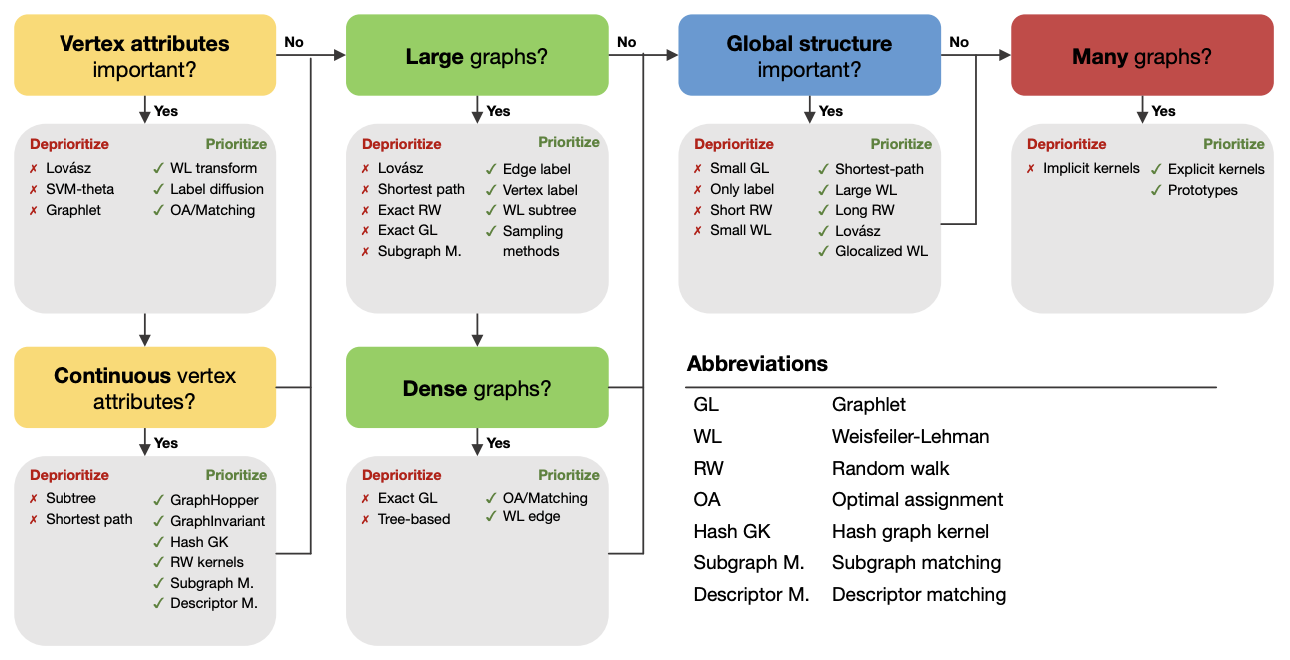 Vertex attributes
important?
No
Yes
Deprioritize
Prioritize
✗ Lovász
✗ SVM-theta
✗ Graphlet
✓ WL transform
✓ Label diffusion
✓ OA/Matching
Continuous vertex
attributes?
Yes
Deprioritize
Prioritize
✗ Subtree
✗ Shortest path
✓ GraphHopper
✓ GraphInvariant
✓ Hash GK
✓ RW kernels
✓ Subgraph M.
✓ Descriptor M.
Large graphs?
No
Yes
Deprioritize
Prioritize
✗ Lovász
✗ Shortest path
✗ Exact RW
✗ Exact GL
✗ Subgraph M.
✓ Edge label
✓ Vertex label
✓ WL subtree
✓ Sampling
methods
Dense graphs?
Yes
Deprioritize
Prioritize
✗ Exact GL
✗ Tree-based
✓ OA/Matching
✓ WL edge
Global structure
important?
No
Yes
Deprioritize
Prioritize
✗ Small GL
✗ Only label
✗ Short RW
✗ Small WL
✓ Shortest-path
✓ Large WL
✓ Long RW
✓ Lovász
✓ Glocalized WL
Many graphs?
Yes
Deprioritize
Prioritize
✗ Implicit kernels
✓ Explicit kernels
✓ Prototypes
Abbreviations
GL Graphlet
WL Weisfeiler-Lehman
RW Random walk
OA Optimal assignment
Hash GK Hash graph kernel
Subgraph M. Subgraph matching
Descriptor M. Descriptor matching